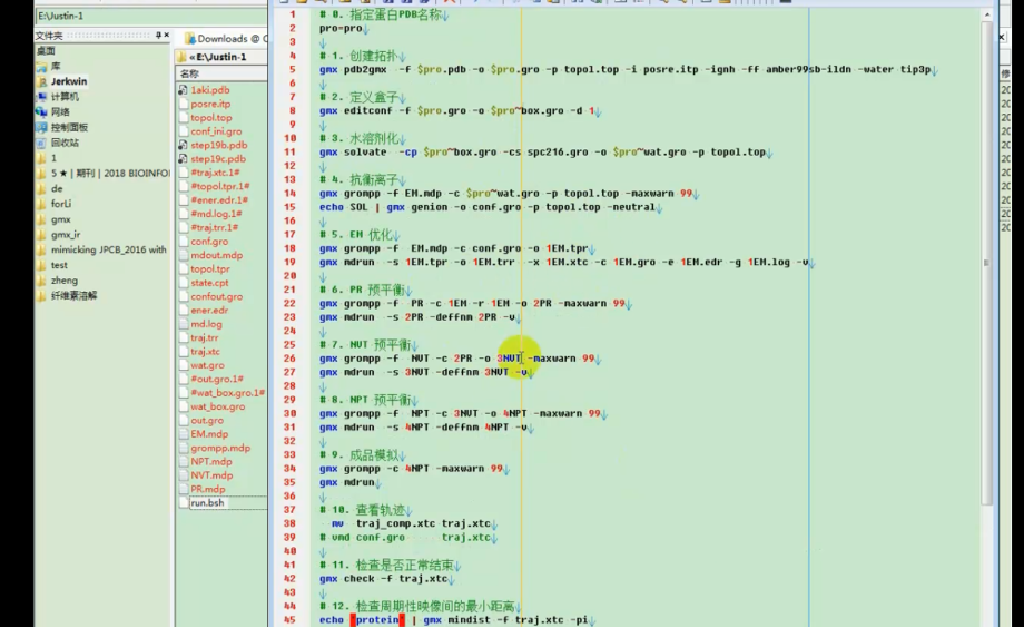 E:\Justin-1
文件夹
桌面
库
Jerkwin
计算机
网络
控制面板
回收站
1
5 ★ | 期刊 | 2018 BIOINFO
de
forLi
gmx
gmx_ir
mimicking JPCB_2016 with
test
zheng
纤维素溶解
Downloads @ C
«E:\Justin-1
名称
1aki.pdb
posre.itp
topol.top
conf_ini.gro
step19b.pdb
step19c.pdb
#traj.xtc.1#
#topol.tpr.1#
#ener.edr.1#
#md.log.1#
#traj.trr.1#
conf.gro
mdout.mdp
topol.tpr
state.cpt
confout.gro
ener.edr
md.log
traj.trr
traj.xtc
wat.gro
#out.gro.1#
#wat_box.gro.1#
wat_box.gro
out.gro
EM.mdp
grompp.mdp
NPT.mdp
NVT.mdp
PR.mdp
run.bsh
1 # 0. 指定蛋白PDB名称
2 pro=pro
3
4 # 1. 创建拓扑
5 gmx pdb2gmx -f $pro.pdb -o $pro.gro -p topol.top -i posre.itp -ignh -ff amber99sb-ildn -water tip3p
6
7 # 2. 定义盒子
8 gmx editconf -f $pro.gro -o $pro~box.gro -d 1
9
10 # 3. 水溶剂化
11 gmx solvate -cp $pro~box.gro -cs spc216.gro -o $pro~wat.gro -p topol.top
12
13 # 4. 抗衡离子
14 gmx grompp -f EM.mdp -c $pro~wat.gro -p topol.top -maxwarn 99
15 echo SOL | gmx genion -o conf.gro -p topol.top -neutral
16
17 # 5. EM 优化
18 gmx grompp -f EM.mdp -c conf.gro -o 1EM.tpr
19 gmx mdrun -s 1EM.tpr -o 1EM.trr -x 1EM.xtc -c 1EM.gro -e 1EM.edr -g 1EM.log -v
20
21 # 6. PR 预平衡
22 gmx grompp -f PR -c 1EM -r 1EM -o 2PR -maxwarn 99
23 gmx mdrun -s 2PR -deffnm 2PR -v
24
25 # 7. NVT 预平衡
26 gmx grompp -f NVT -c 2PR -o 3NVT -maxwarn 99
27 gmx mdrun -s 3NVT -deffnm 3NVT -v
28
29 # 8. NPT 预平衡
30 gmx grompp -f NPT -c 3NVT -o 4NPT -maxwarn 99
31 gmx mdrun -s 4NPT -deffnm 4NPT -v
32
33 # 9. 成品模拟
34 gmx grompp -c 4NPT -maxwarn 99
35 gmx mdrun
36
37 # 10. 查看轨迹
38 mv traj_comp.xtc traj.xtc
39 # vmd conf.gro traj.xtc
40
41 # 11. 检查是否正常结束
42 gmx check -f traj.xtc
43
44 # 12. 检查周期性映像间的最小距离
45 echo protein | gmx mindist -f traj.xtc -pi